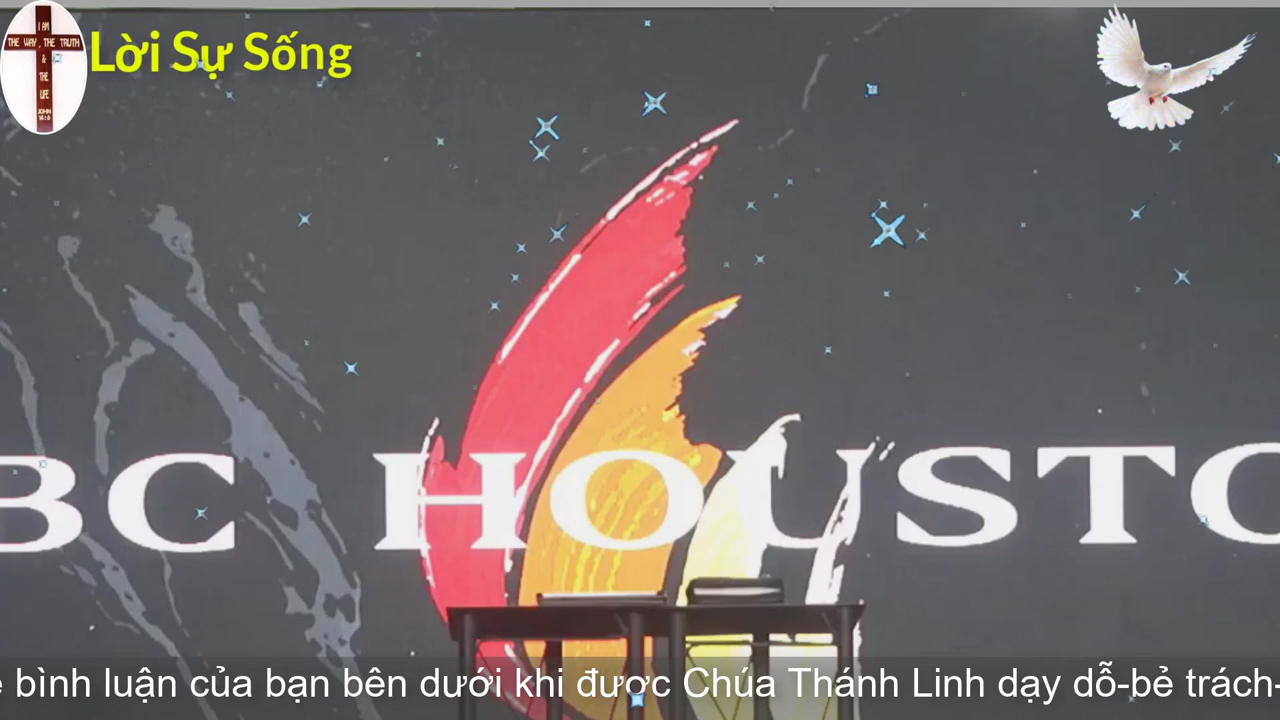 I AM
THE WAY, THE TRUTH
&
THE
LIFE
JOHN
14:6
Lời Sự Sống
BC HOUSTO
bình luận của bạn bên dưới khi được Chúa Thánh Linh dạy dỗ-bẻ trách-